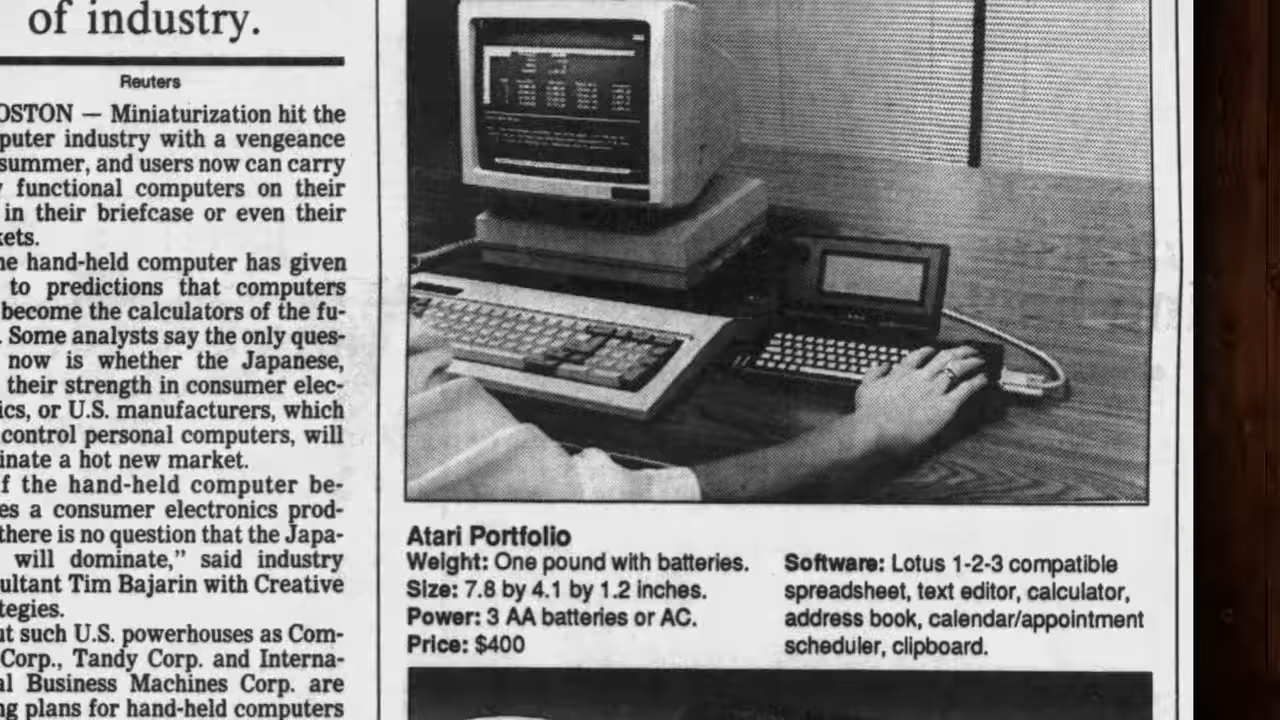 of industry.
Reuters
OSTON — Miniaturization hit the
puter industry with a vengeance
summer, and users now can carry
functional computers on their
in their briefcase or even their
kets.
he hand-held computer has given
to predictions that computers
become the calculators of the fu-
. Some analysts say the only ques-
now is whether the Japanese,
their strength in consumer elec-
ics, or U.S. manufacturers, which
control personal computers, will
inate a hot new market.
f the hand-held computer be-
es a consumer electronics prod-
there is no question that the Japa-
will dominate,” said industry
ultant Tim Bajarin with Creative
tegies.
ut such U.S. powerhouses as Com-
Corp., Tandy Corp. and Interna-
al Business Machines Corp. are
ng plans for hand-held computers
Atari Portfolio
Weight: One pound with batteries.
Size: 7.8 by 4.1 by 1.2 inches.
Power: 3 AA batteries or AC.
Price: $400
Software: Lotus 1-2-3 compatible
spreadsheet, text editor, calculator,
address book, calendar/appointment
scheduler, clipboard.